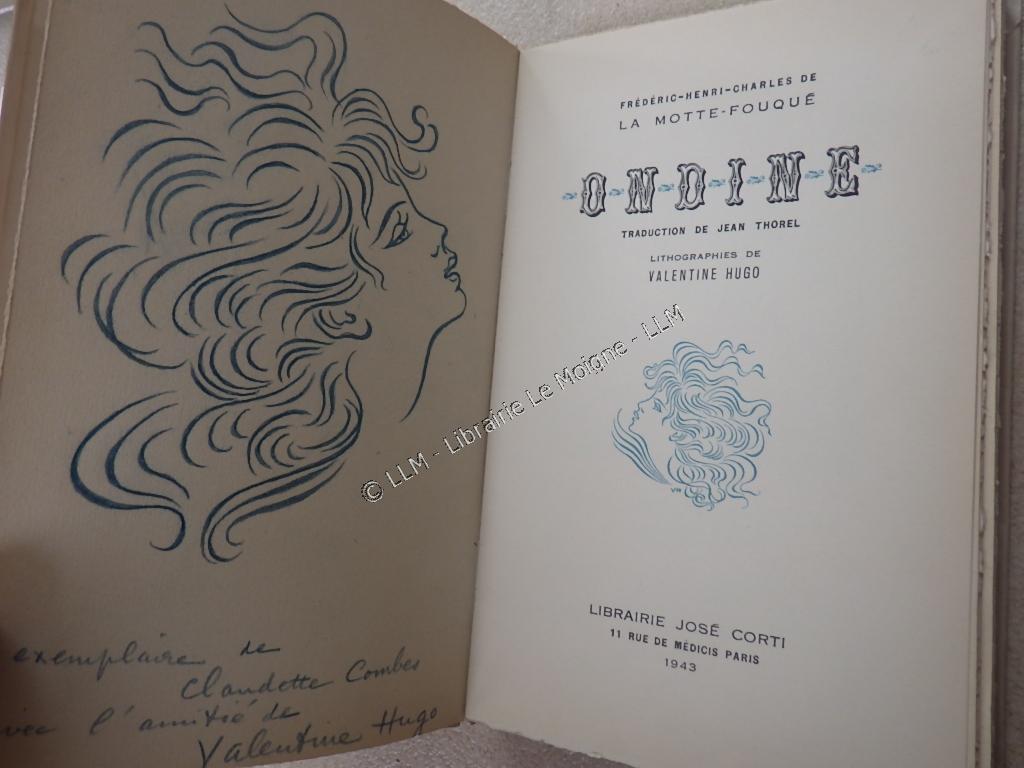 exemplaire de
Claudette Combes
avec l'amitié de
Valentine Hugo
FRÉDÉRIC-HENRI-CHARLES DE
LA MOTTE-FOUQUÉ
ONDINE
TRADUCTION DE JEAN THOREL
LITHOGRAPHIES DE
VALENTINE HUGO
LIBRAIRIE JOSÉ CORTI
11 RUE DE MÉDICIS PARIS
1943
© LLM - Librairie Le Moigne - LLM